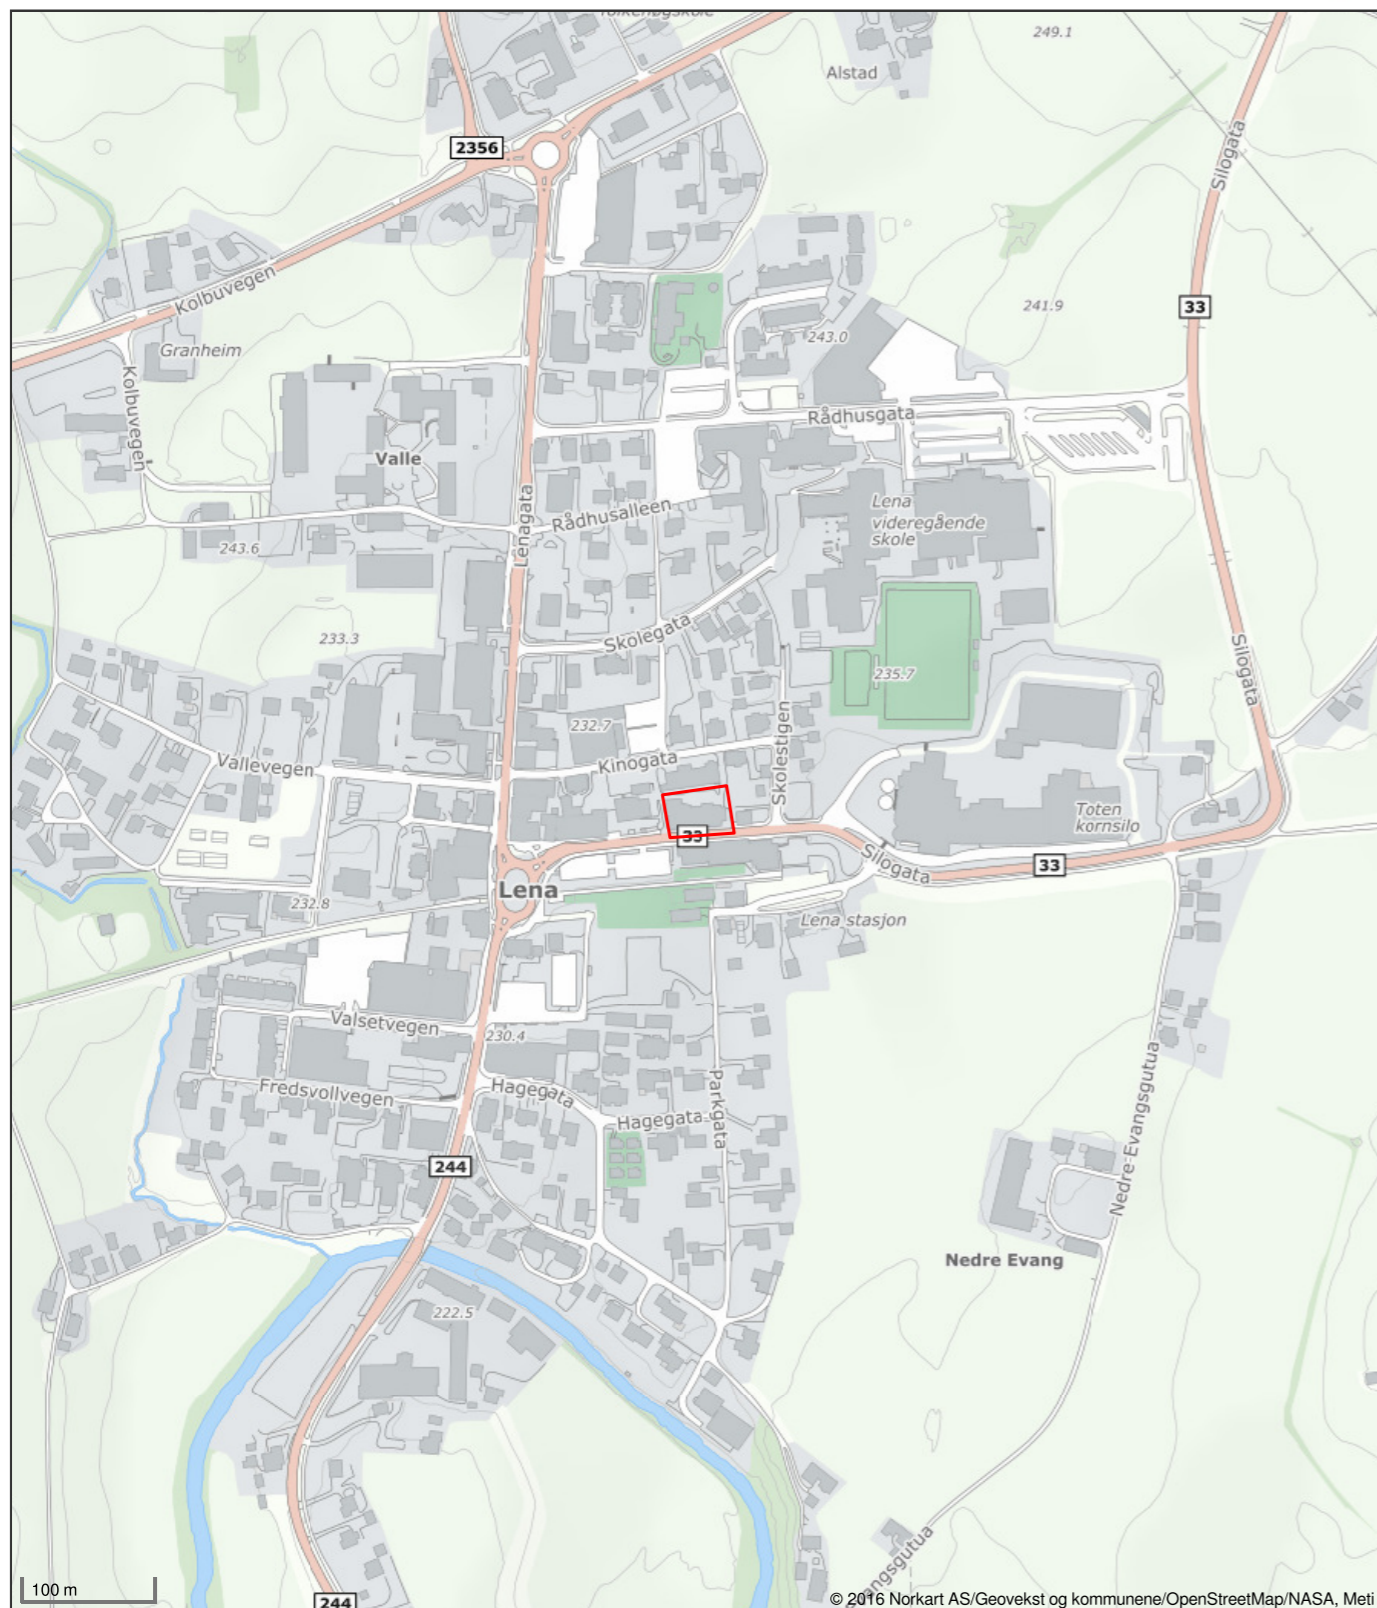 Alstad
249.1
2356
Silogata
Kolbuvegen
33
241.9
243.0
Granheim
Kolbuvegen
Rådhusgata
Valle
Lenagata
Rådhusalleen
Lena
videregående
skole
243.6
Skolegata
233.3
235.7
Silogata
232.7
Skolestigen
Kinogata
Vallevegen
Toten
kornsilo
33
Silogata
33
Lena
232.8
Lena stasjon
Valsetvegen
230.4
Fredsvollvegen
Hagegata
Hagegata
Parkgata
Nedre Evangsgutua
244
Nedre Evang
222.5
angsgutua
100 m
244
© 2016 Norkart AS/Geovekst og kommunene/OpenStreetMap/NASA, Meti